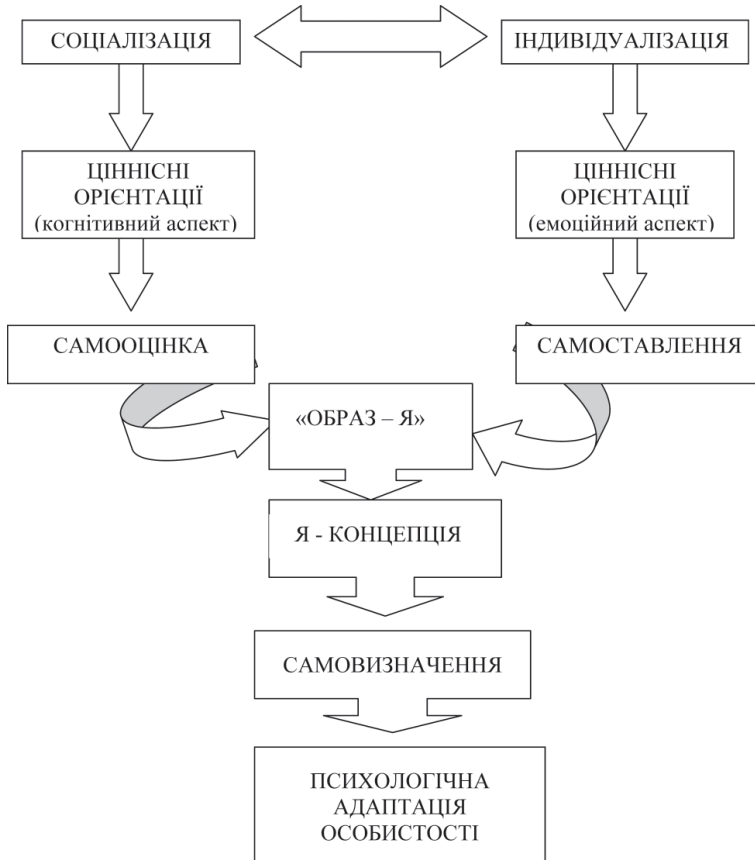 СОЦІАЛІЗАЦІЯ
ІНДИВІДУАЛІЗАЦІЯ
ЦІННІСНІ
ОРІЄНТАЦІЇ
(когнітивний аспект)
ЦІННІСНІ
ОРІЄНТАЦІЇ
(емоційний аспект)
САМООЦІНКА
САМОСТАВЛЕННЯ
«ОБРАЗ – Я»
Я - КОНЦЕПЦІЯ
САМОВИЗНАЧЕННЯ
ПСИХОЛОГІЧНА
АДАПТАЦІЯ
ОСОБИСТОСТІ